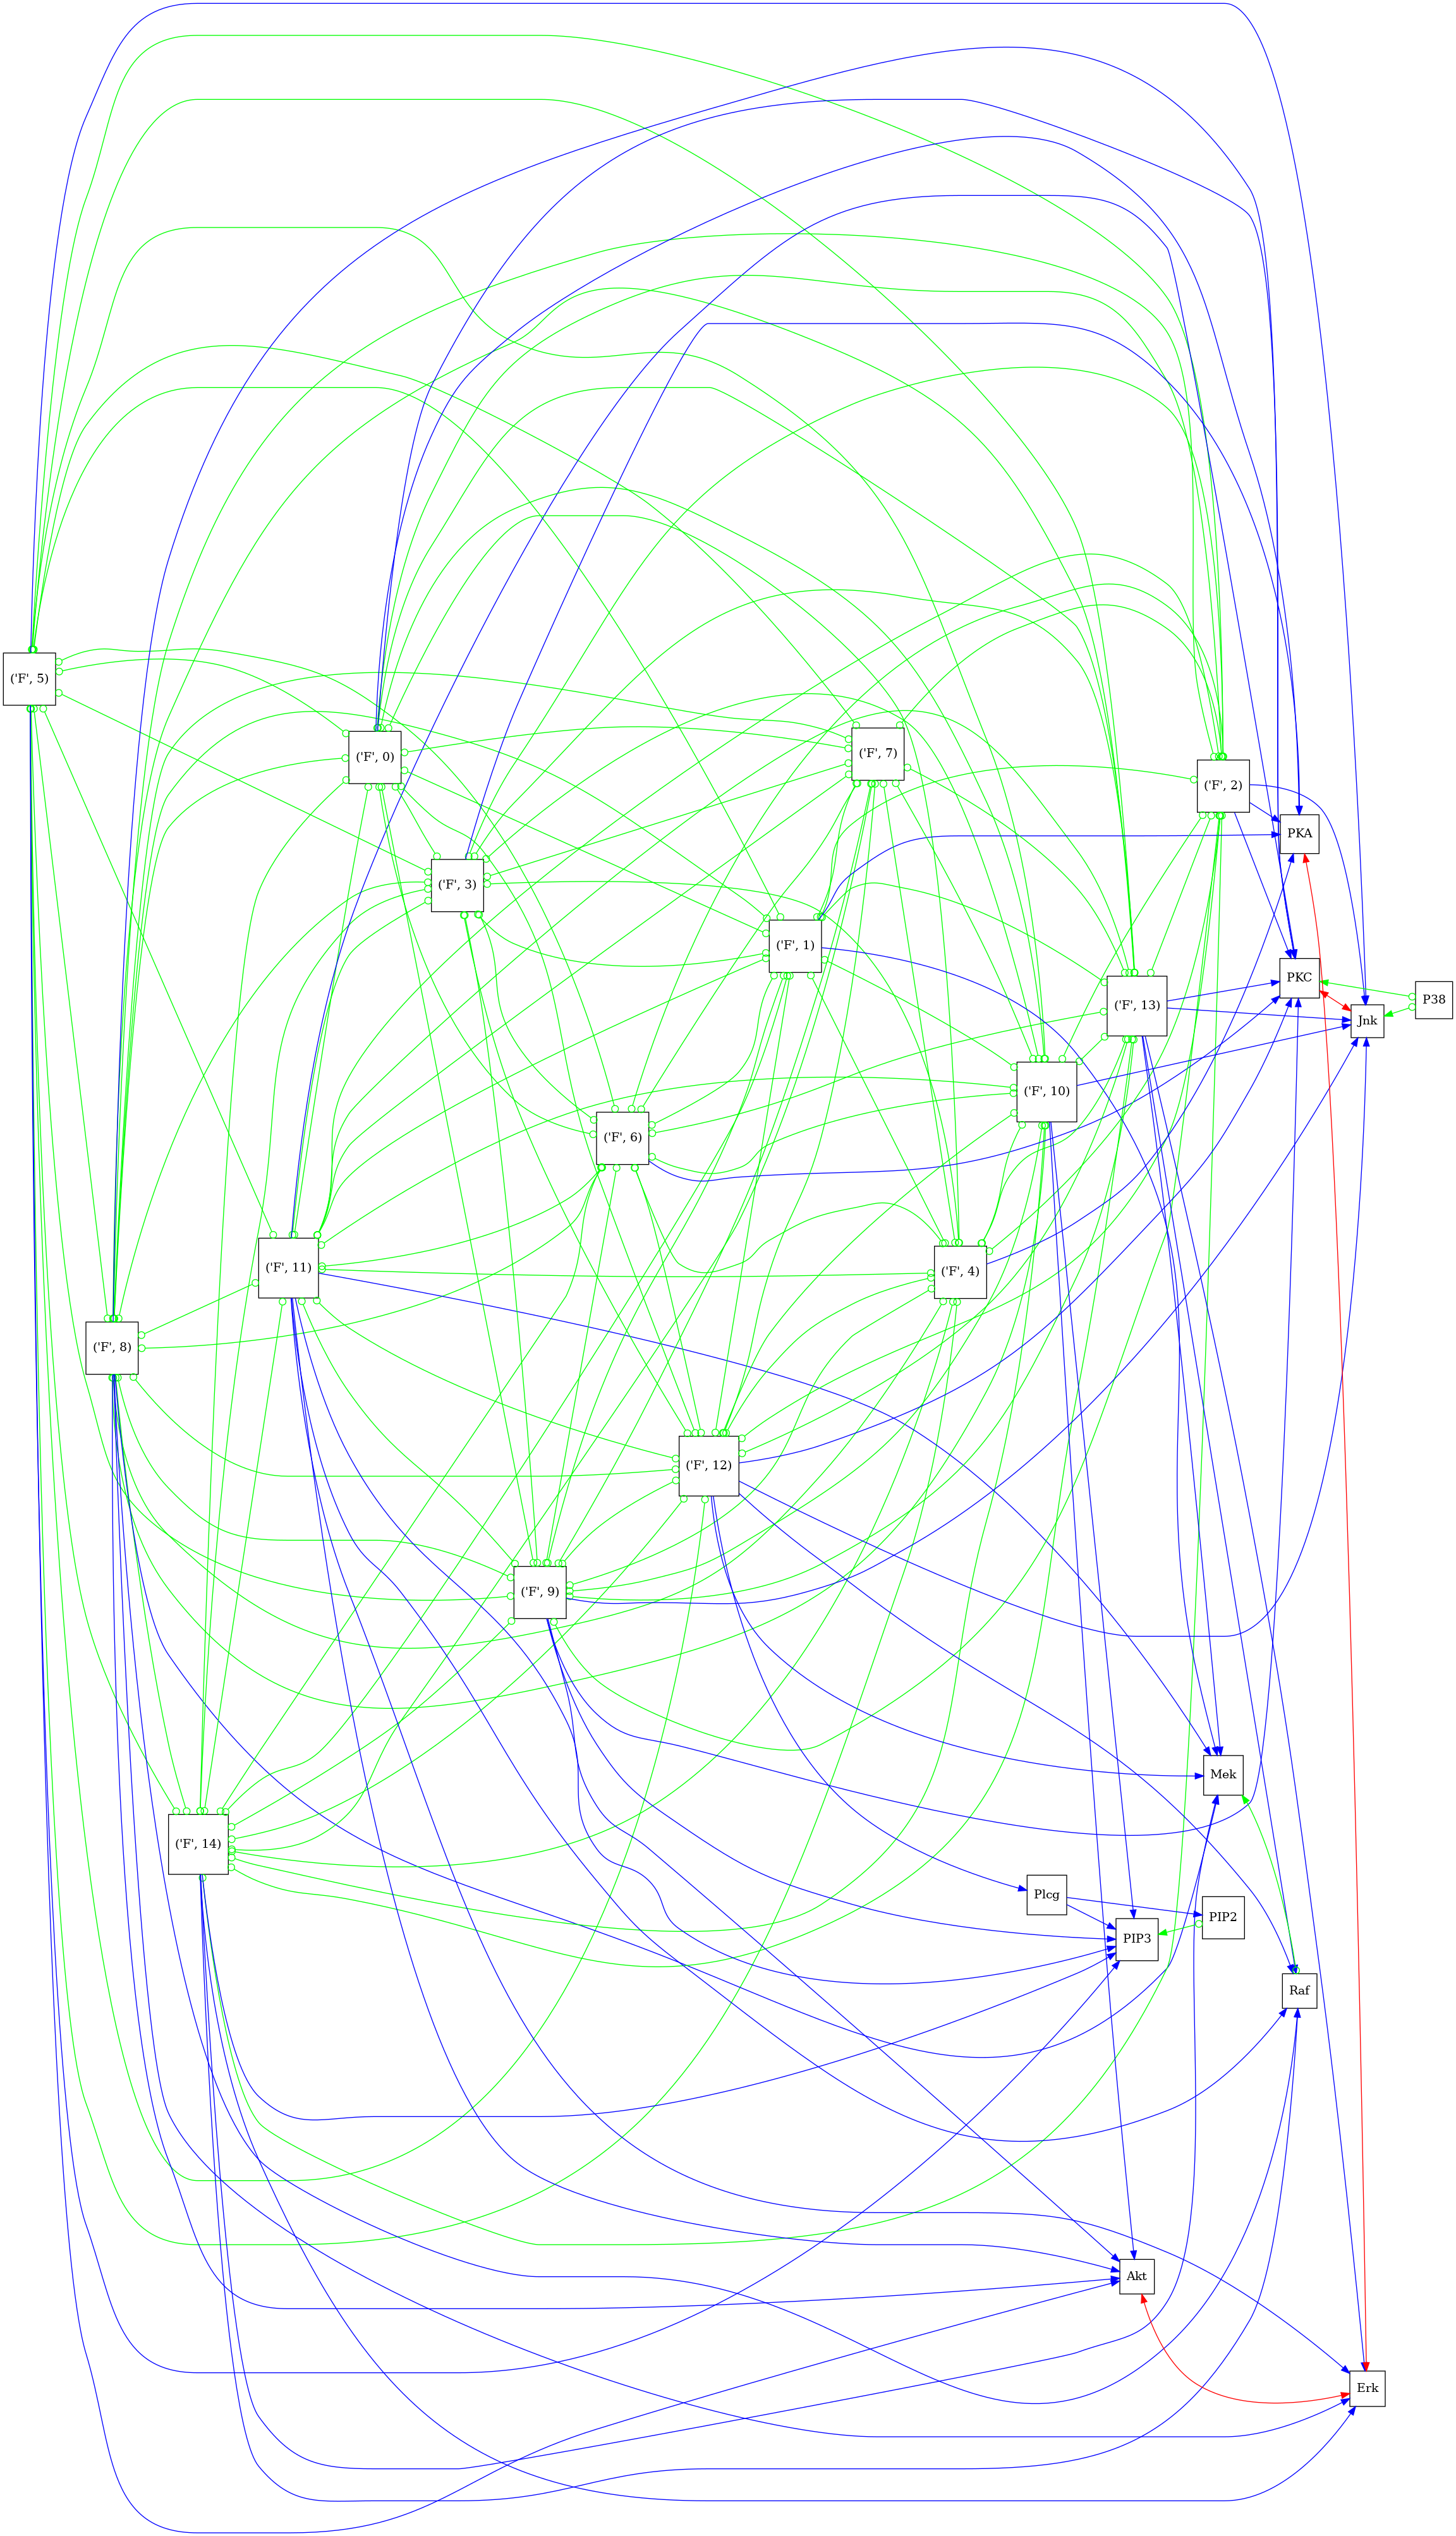 ('F', 5)
('F', 0)
('F', 7)
('F', 2)
PKA
('F', 3)
('F', 1)
PKC
P38
('F', 13)
Jnk
('F', 10)
('F', 6)
('F', 11)
('F', 4)
('F', 8)
('F', 12)
('F', 9)
Mek
('F', 14)
Plcg
PIP2
PIP3
Raf
Akt
Erk